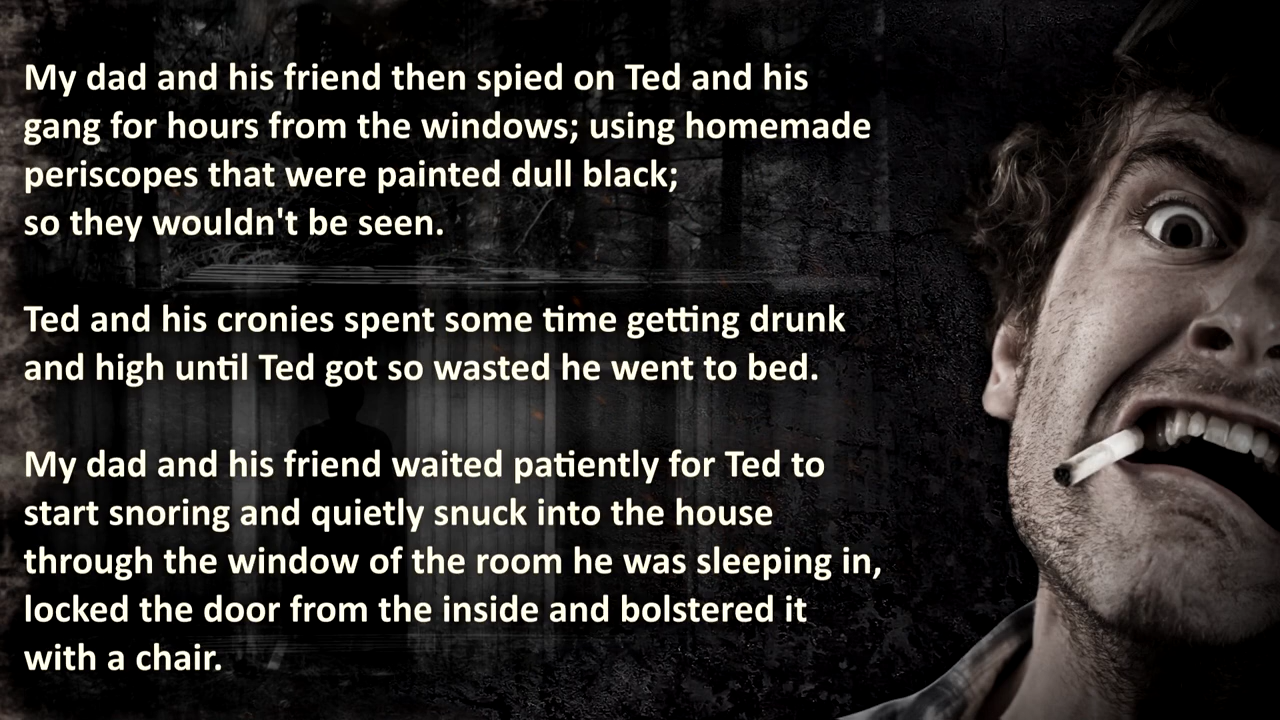 My dad and his friend then spied on Ted and his
gang for hours from the windows; using homemade
periscopes that were painted dull black;
so they wouldn't be seen.
Ted and his cronies spent some time getting drunk
and high until Ted got so wasted he went to bed.
My dad and his friend waited patiently for Ted to
start snoring and quietly snuck into the house
through the window of the room he was sleeping in,
locked the door from the inside and bolstered it
with a chair.